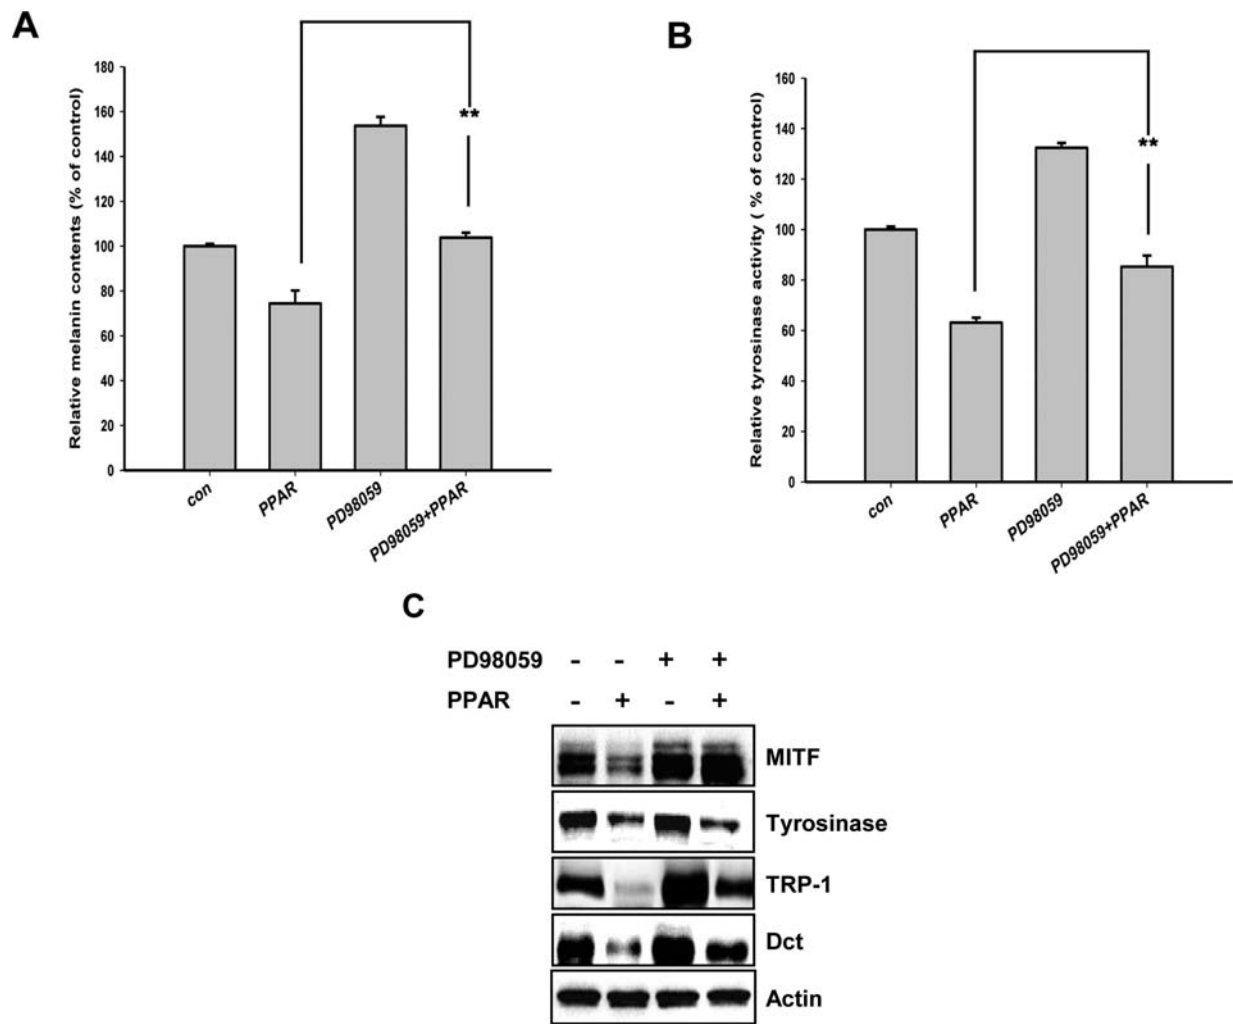 A
Relative melanin contents (% of control)
180
160
140
120
100
80
60
40
20
0
**
con
PPAR
PD98059
PD98059+PPAR
B
Relative tyrosinase activity ( % of control)
160
140
120
100
80
60
40
20
0
**
con
PPAR
PD98059
PD98059+PPAR
C
PD98059 - - + +
PPAR - + - +
MITF
Tyrosinase
TRP-1
Dct
Actin